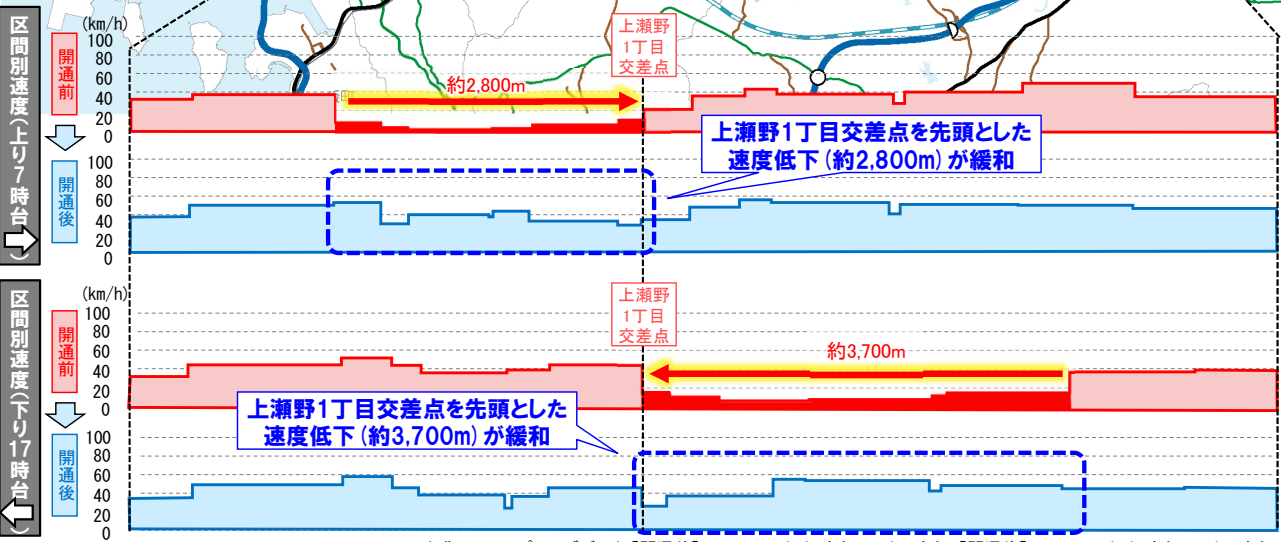 区間別速度(上り7時台)
(km/h)
開通前
100
80
60
40
20
0
上瀬野
1丁目
交差点
約2,800m
開通後
100
80
60
40
20
0
上瀬野1丁目交差点を先頭とした
速度低下(約2,800m)が緩和
区間別速度(下り17時台)
(km/h)
開通前
100
80
60
40
20
0
上瀬野
1丁目
交差点
約3,700m
開通後
100
80
60
40
20
0
上瀬野1丁目交差点を先頭とした
速度低下(約3,700m)が緩和